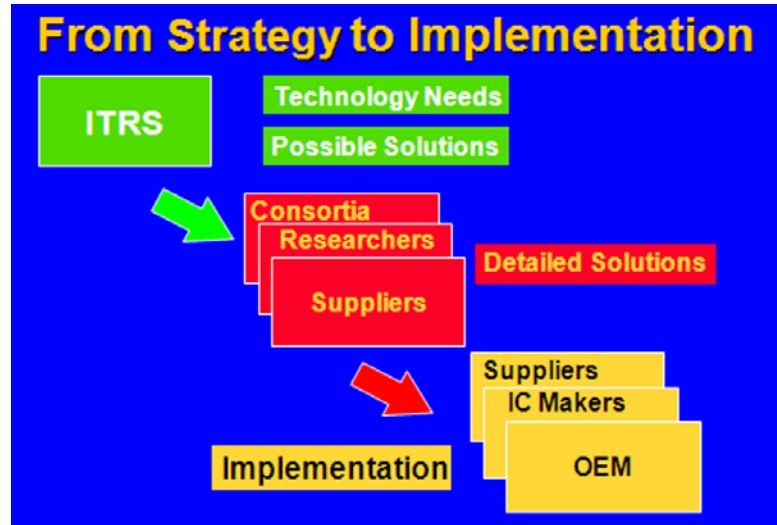 From Strategy to Implementation
ITRS
Technology Needs
Possible Solutions
Consortia
Researchers
Suppliers
Detailed Solutions
Suppliers
IC Makers
OEM
Implementation